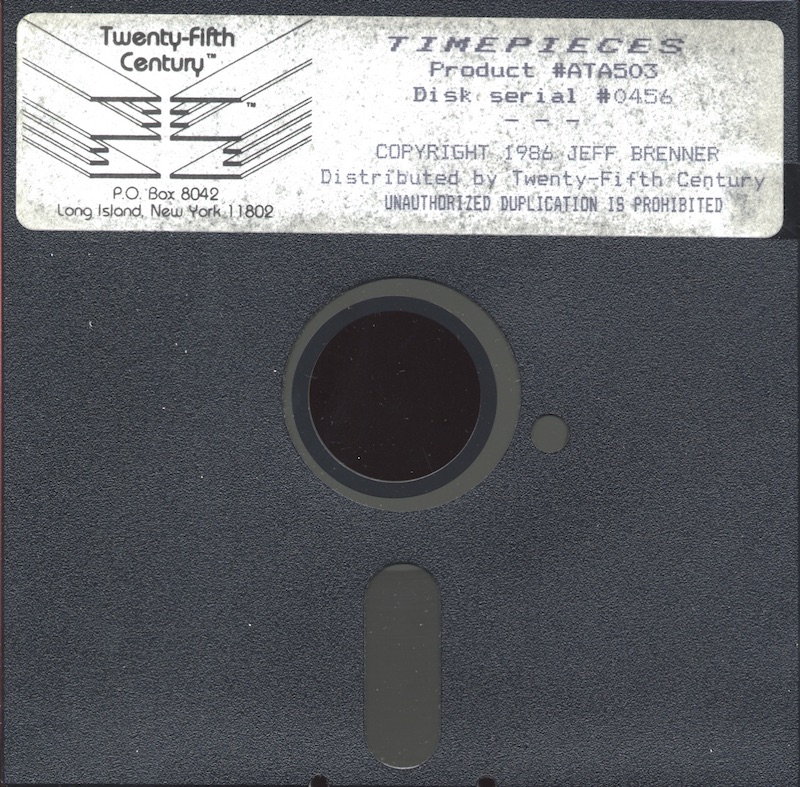 Twenty-Fifth
Century™
™
P.O. Box 8042
Long Island, New York 11802
TIMEPIECES
Product #ATA503
Disk serial #0456
- - -
COPYRIGHT 1986 JEFF BRENNER
Distributed by Twenty-Fifth Century
UNAUTHORIZED DUPLICATION IS PROHIBITED